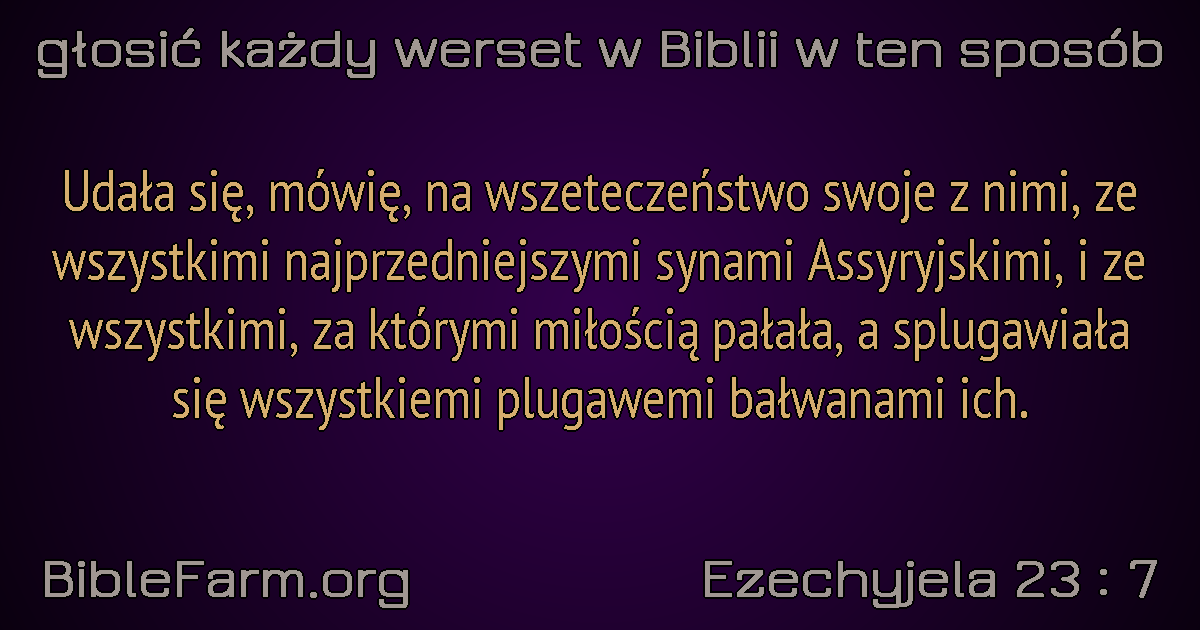 głosić każdy werset w Biblii w ten sposób
Udała się, mówię, na wszeteczeństwo swoje z nimi, ze
wszystkimi najprzedniejszymi synami Assyryjskimi, i ze
wszystkimi, za którymi miłością pałała, a splugawiała
się wszystkiemi plugawemi bałwanami ich.
BibleFarm.org
Ezechyjela 23 : 7